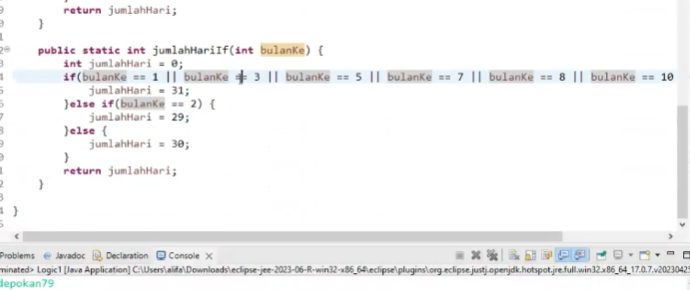 return jumlahHari;
}
public static int jumlahHariIf(int bulanKe) {
int jumlahHari = 0;
if(bulanKe == 1 || bulanKe == 3 || bulanKe == 5 || bulanKe == 7 || bulanKe == 8 || bulanKe == 10
jumlahHari = 31;
}else if(bulanKe == 2) {
jumlahHari = 29;
}else {
jumlahHari = 30;
}
return jumlahHari;
}
}
Problems Javadoc Declaration Console
minated> Logic1 [Java Application] C:\Users\alifa\Downloads\eclipse-jee-2023-06-R-win32-x86_64\eclipse\plugins\org.eclipse.justj.openjdk.hotspot.jre.full.win32.x86_64_17.0.7.v20230425
depokan79